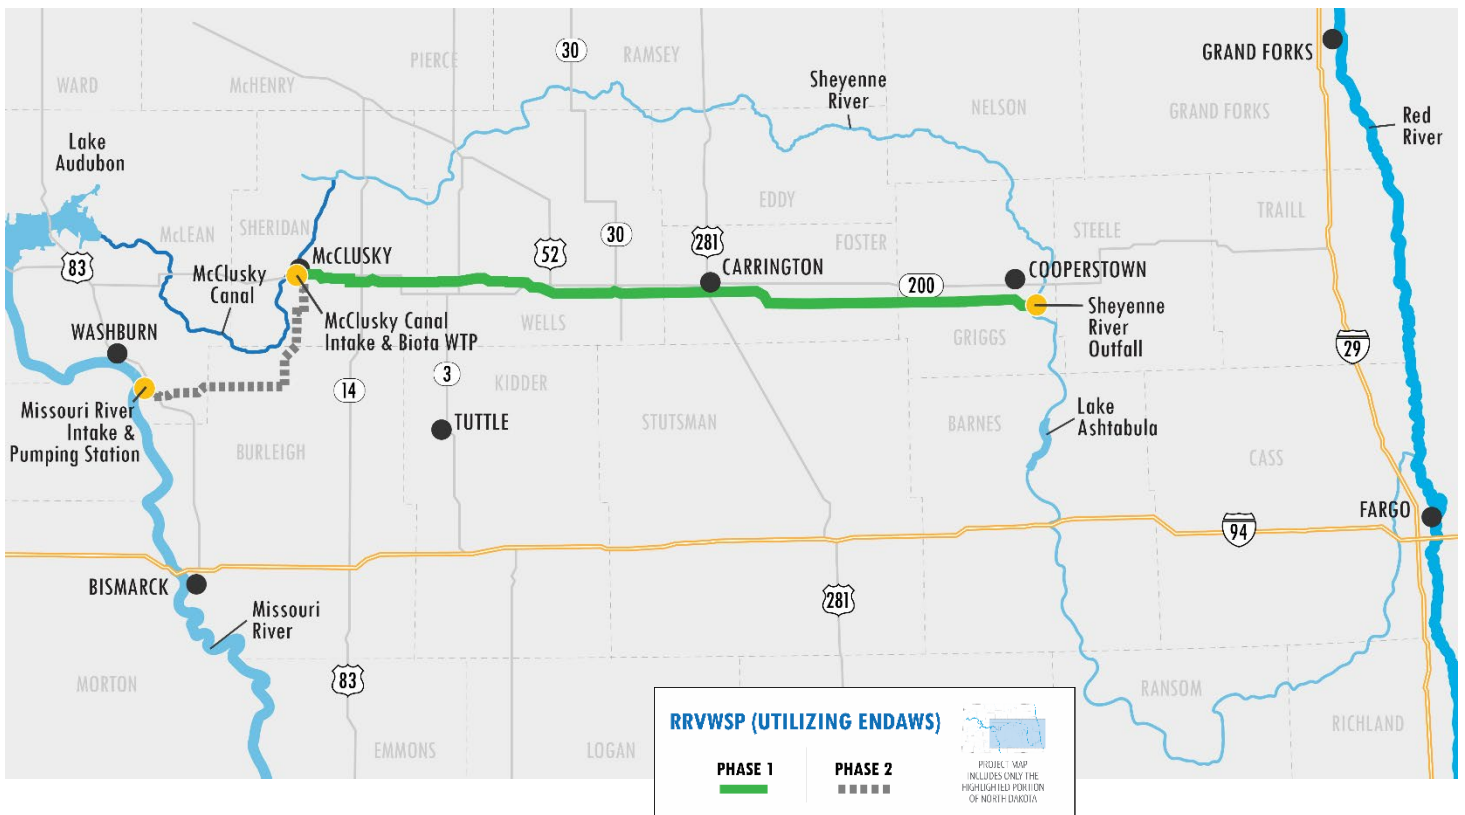 30
RAMSEY
PIERCE
GRAND FORKS
WARD
McHENRY
Sheyenne
River
NELSON
GRAND FORKS
Red
River
Lake
Audubon
EDDY
TRAILL
SHERIDAN
McLEAN
30
281
FOSTER
STEELE
83
McCLUSKY
52
CARRINGTON
COOPERSTOWN
McClusky
Canal
200
McClusky Canal
Intake & Biota WTP
WELLS
Sheyenne
River
Outfall
WASHBURN
GRIGGS
29
14
3
KIDDER
Missouri River
Intake &
Pumping Station
TUTTLE
STUTSMAN
BARNES
Lake
Ashtabula
BURLEIGH
CASS
FARGO
94
BISMARCK
281
Missouri
River
83
MORTON
RANSOM
RICHLAND
EMMONS
LOGAN
RRVWSP (UTILIZING ENDAWS)
PHASE 1
PHASE 2
PROJECT MAP
INCLUDES ONLY THE
HIGHLIGHTED PORTION
OF NORTH DAKOTA